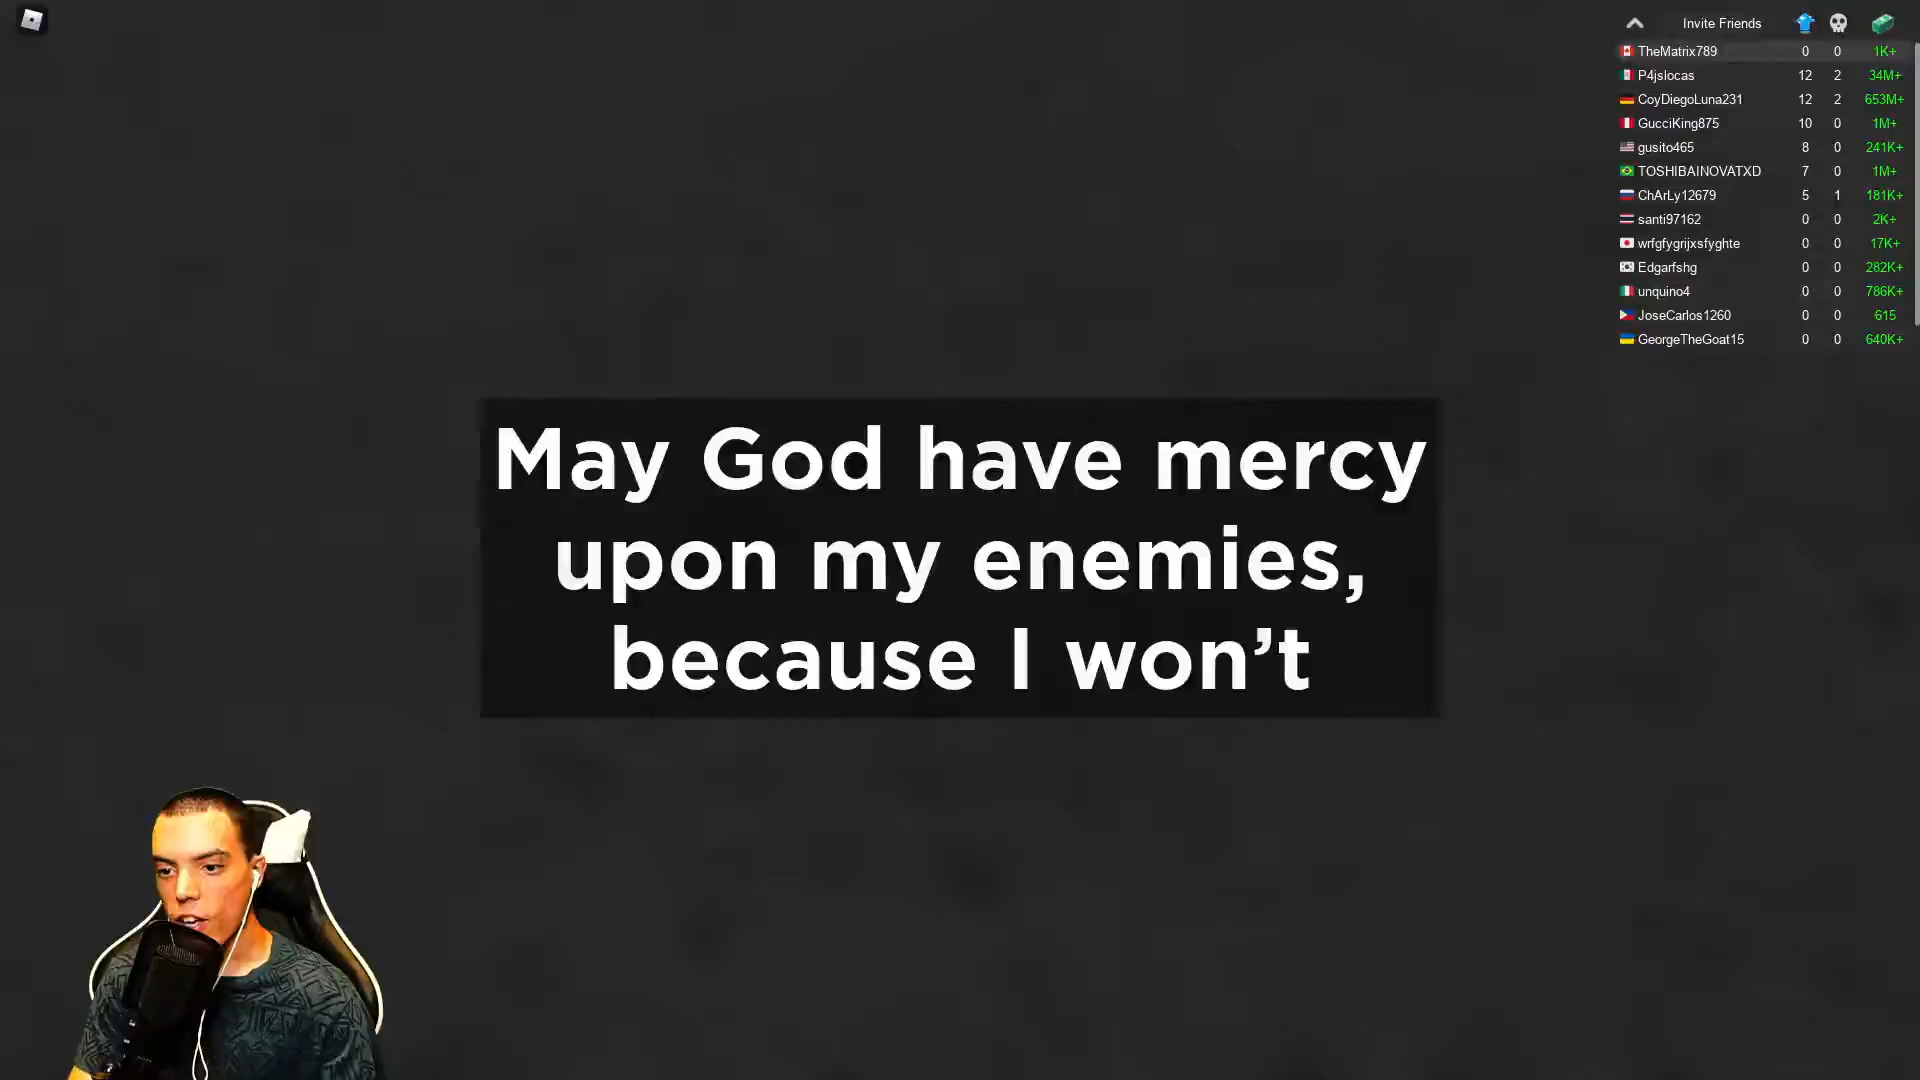 Invite Friends
TheMatrix789 0 0 1K+
P4jslocas 12 2 34M+
CoyDiegoLuna231 12 2 653M+
GucciKing875 10 0 1M+
gusito465 8 0 241K+
TOSHIBAINOVATXD 7 0 1M+
ChArLy12679 5 1 181K+
santi97162 0 0 2K+
wrfgfygrijxsfyghte 0 0 17K+
Edgarfshg 0 0 282K+
unquino4 0 0 786K+
JoseCarlos1260 0 0 615
GeorgeTheGoat15 0 0 640K+
May God have mercy
upon my enemies,
because I won’t